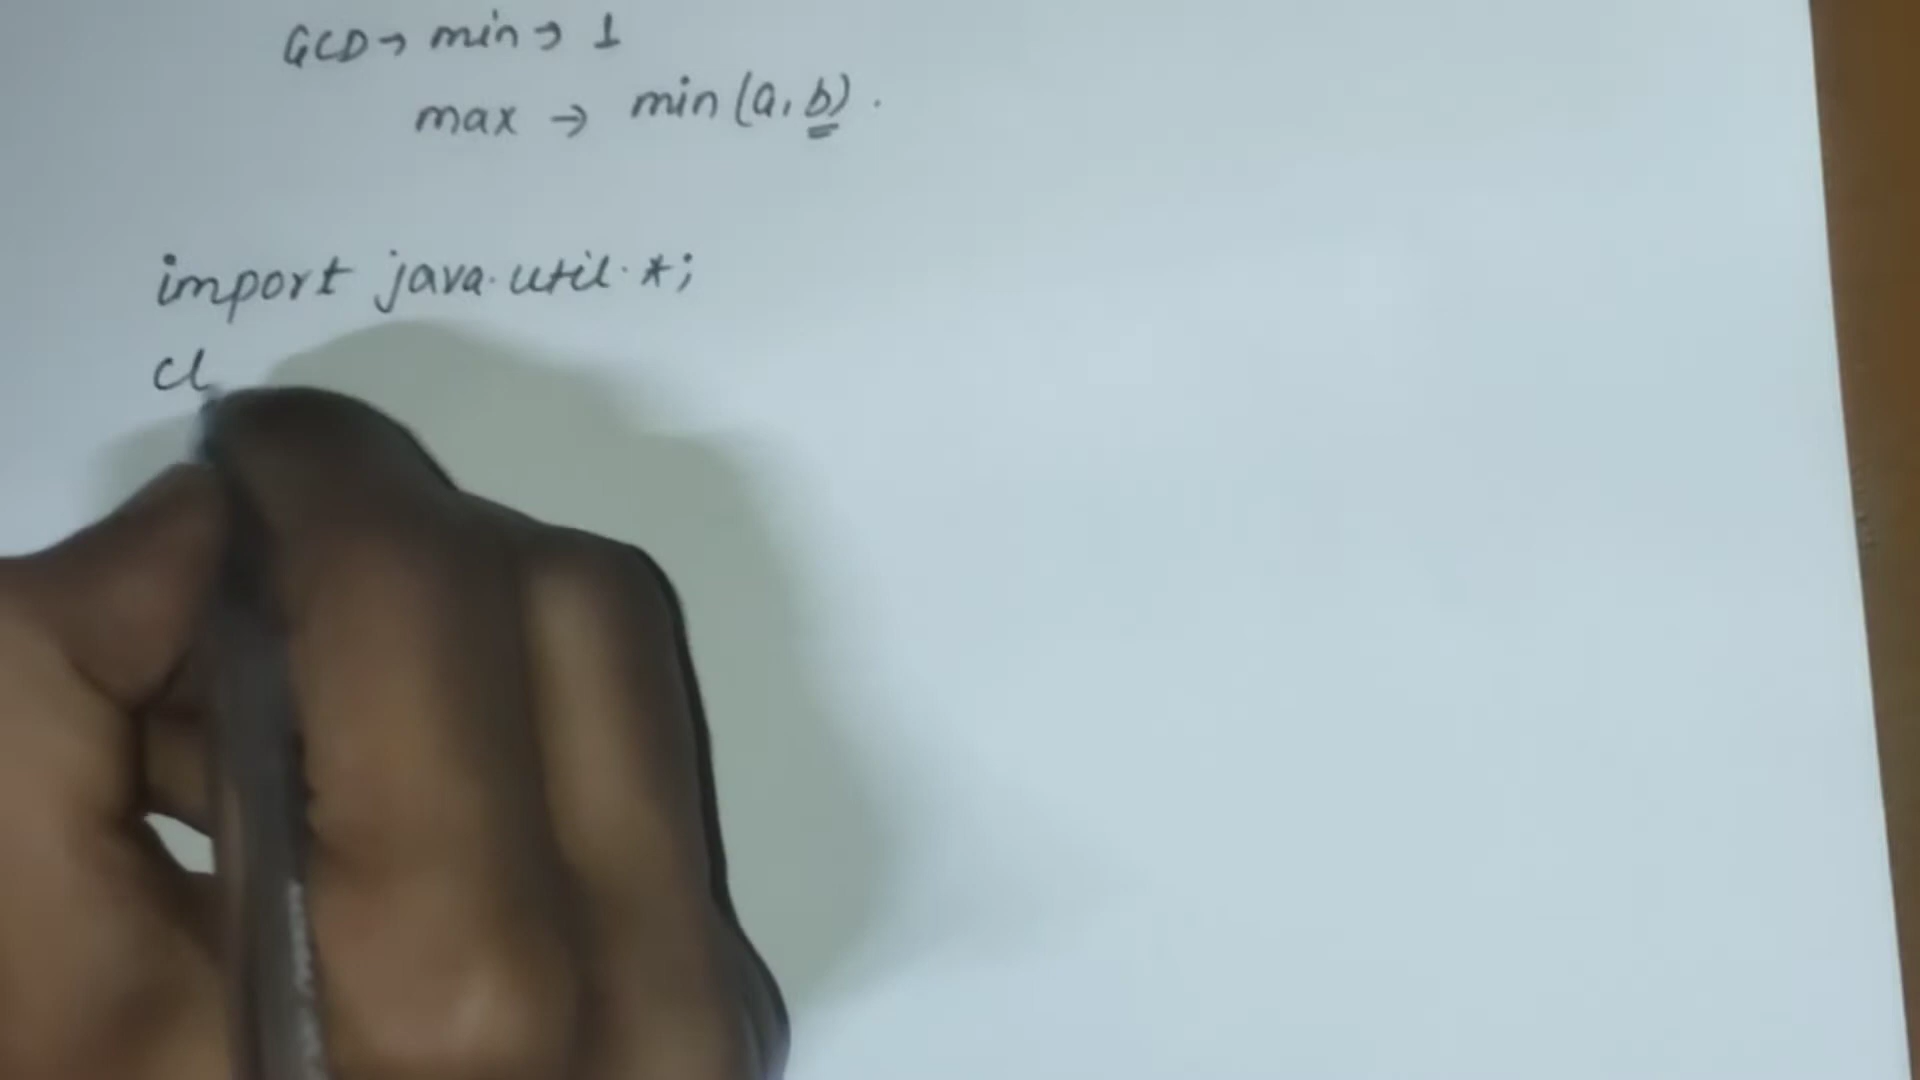 GCD → min → 1
max → min (a, b).
import java.util.*;
cl